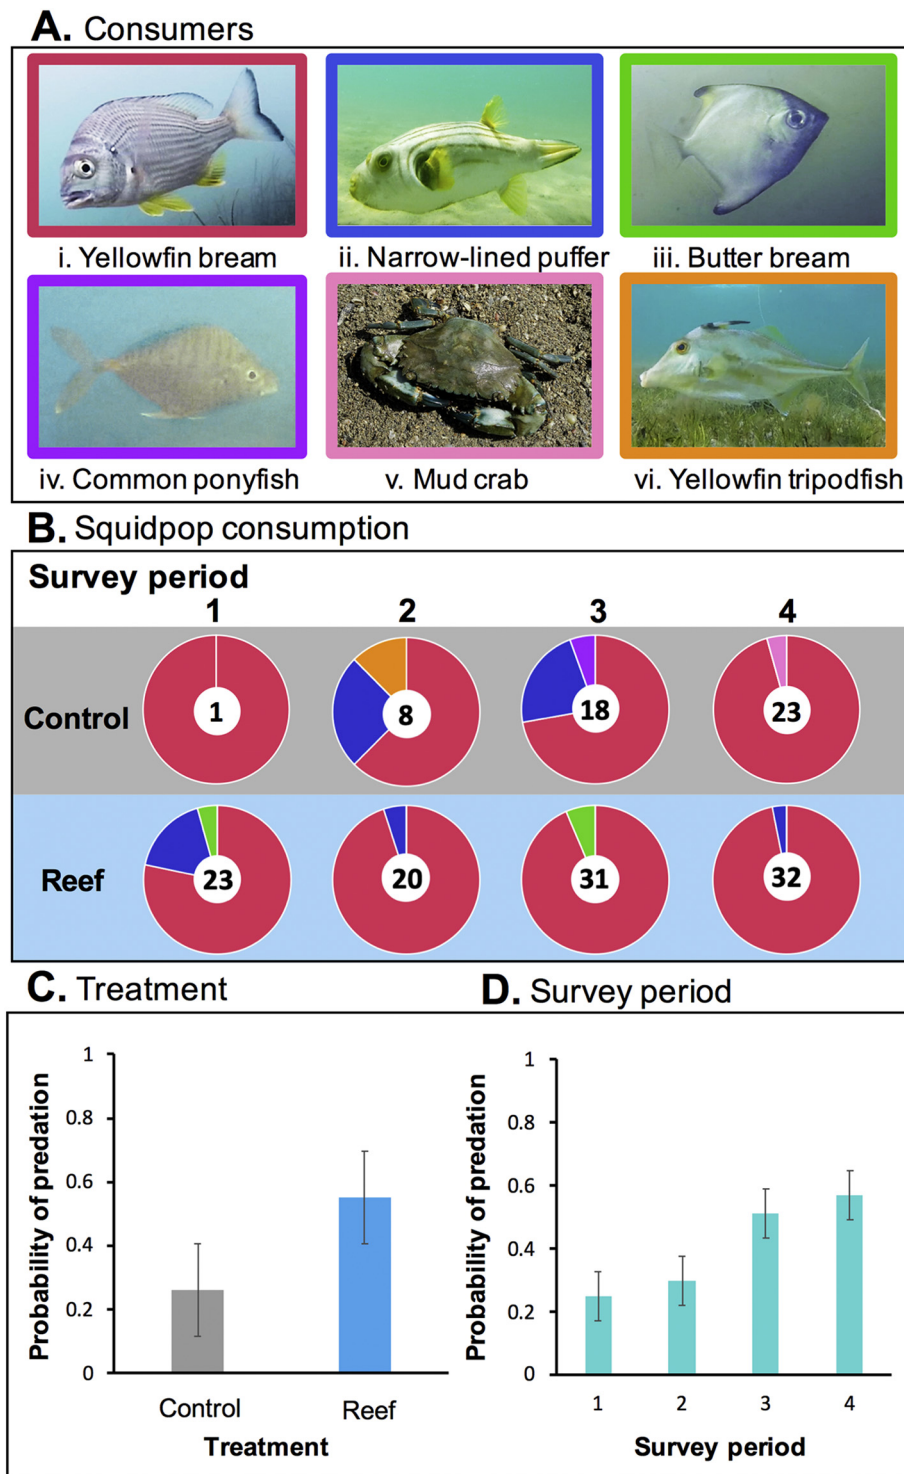 A. Consumers
i. Yellowfin bream
ii. Narrow-lined puffer
iii. Butter bream
iv. Common ponyfish
v. Mud crab
vi. Yellowfin tripodfish
B. Squidpop consumption
Survey period
1 2 3 4
Control 1 8 18 23
Reef 23 20 31 32
C. Treatment
Probability of predation
1
0.8
0.6
0.4
0.2
0
Control Reef
Treatment
D. Survey period
Probability of predation
1
0.8
0.6
0.4
0.2
0
1 2 3 4
Survey period